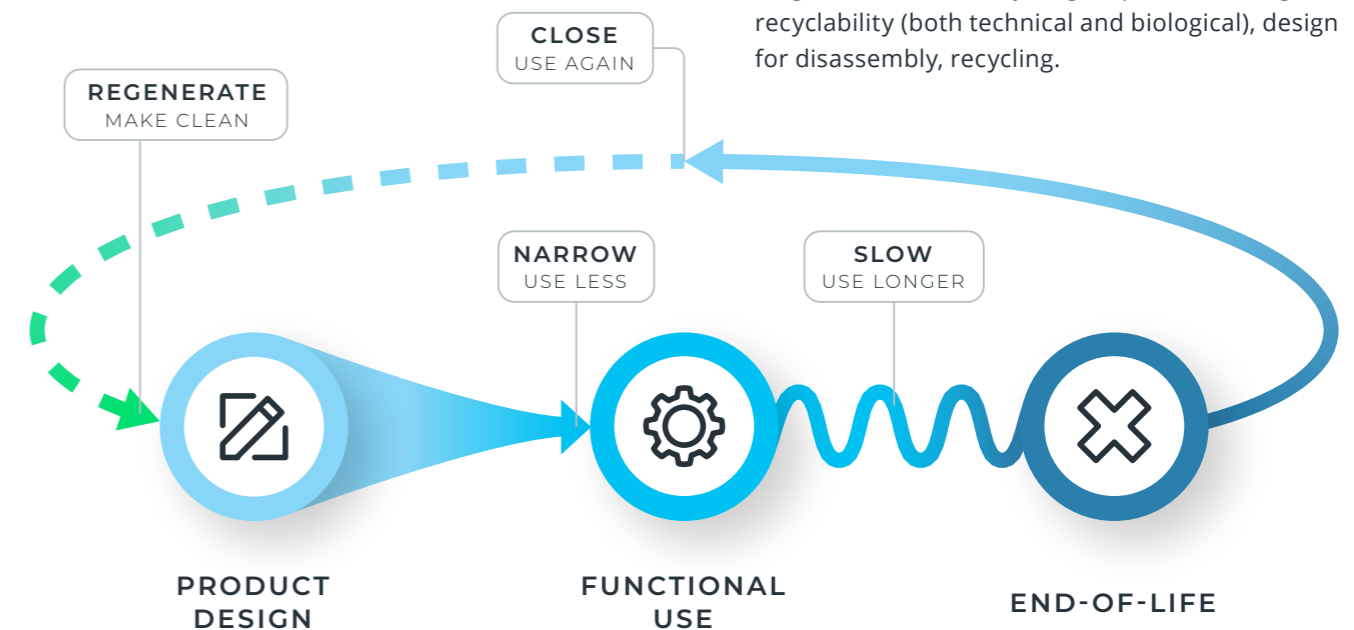 recyclability (both technical and biological), design
for disassembly, recycling.
CLOSE
USE AGAIN
REGENERATE
MAKE CLEAN
NARROW
USE LESS
SLOW
USE LONGER
PRODUCT
DESIGN
FUNCTIONAL
USE
END-OF-LIFE